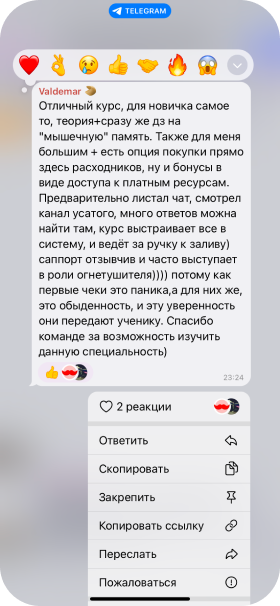 TELEGRAM
Valdemar
Отличный курс, для новичка самое
то, теория+сразу же дз на
"мышечную" память. Также для меня
большим + есть опция покупки прямо
здесь расходников, ну и бонусы в
виде доступа к платным ресурсам.
Предварительно листал чат, смотрел
канал усатого, много ответов можна
найти там, курс выстраивает все в
систему, и ведёт за ручку к заливу)
саппорт отзывчив и часто выступает
в роли огнетушителя)))) потому как
первые чеки это паника,а для них же,
это обыденность, и эту уверенность
они передают ученику. Спасибо
команде за возможность изучить
данную специальность)
23:24
2 реакции
Ответить
Скопировать
Закрепить
Копировать ссылку
Переслать
Пожаловаться